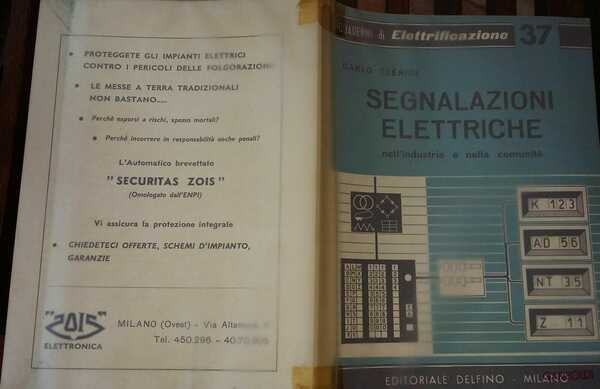 • PROTEGGETE GLI IMPIANTI ELETTRICI
CONTRO I PERICOLI DELLE FOLGORAZIONI
• LE MESSE A TERRA TRADIZIONALI
NON BASTANO....
• Perchè esporsi a rischi, spesso mortali?
• Perchè incorrere in responsabilità anche penali?
L'Automatico brevettato
"SECURITAS ZOIS"
(Omologato dall'ENPI)
Vi assicura la protezione integrale
• CHIEDETECI OFFERTE, SCHEMI D'IMPIANTO,
GARANZIE
"ZOIS"
ELETTRONICA
MILANO (Ovest) - Via
Tel. 450.296 -
QUADERNI di Elettrificazione 37
CARLO
SEGNALAZIONI
ELETTRICHE
nell'industria e nella comunità
K 123
AD 56
NT 35
Z 11
EDITORIALE DELFINO - MILANO